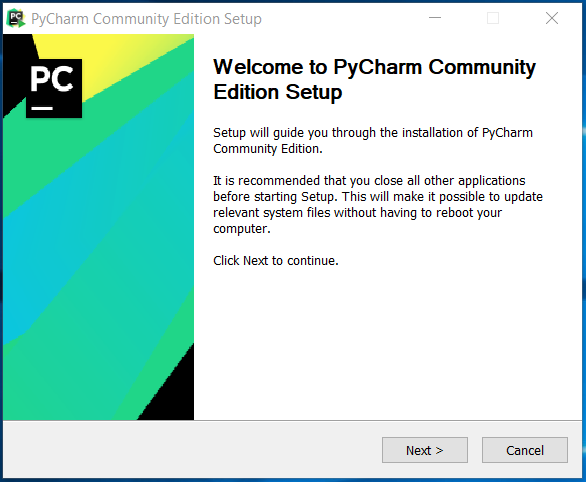 PyCharm Community Edition Setup
PC
Welcome to PyCharm Community
Edition Setup
Setup will guide you through the installation of PyCharm
Community Edition.
It is recommended that you close all other applications
before starting Setup. This will make it possible to update
relevant system files without having to reboot your
computer.
Click Next to continue.
Next >
Cancel